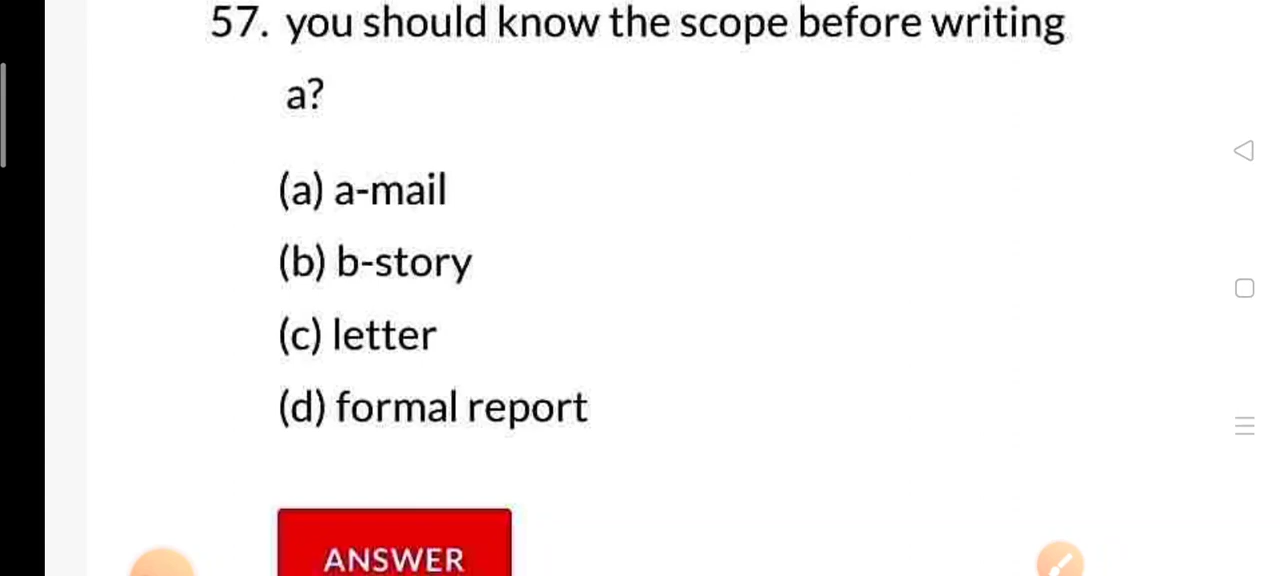 57. you should know the scope before writing
a?
(a) a-mail
(b) b-story
(c) letter
(d) formal report
ANSWER